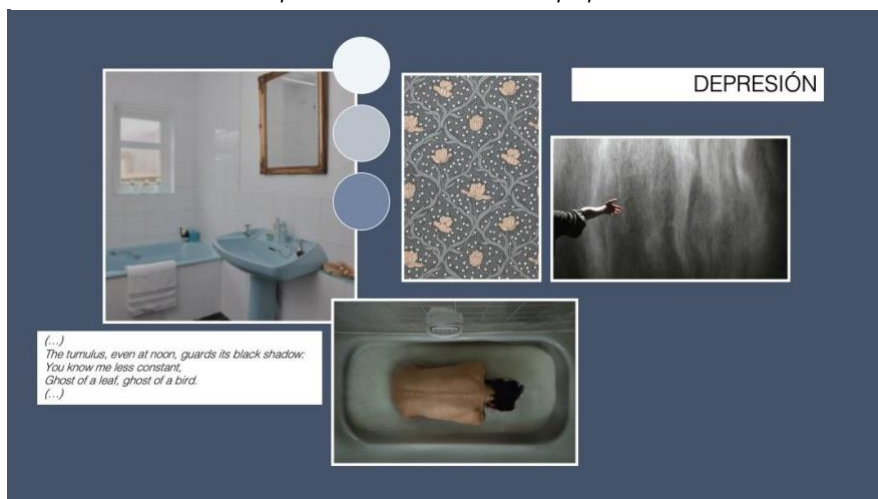 DEPRESIÓN
(...)
The tumulus, even at noon, guards its black shadow:
You know me less constant,
Ghost of a leaf, ghost of a bird.
(...)